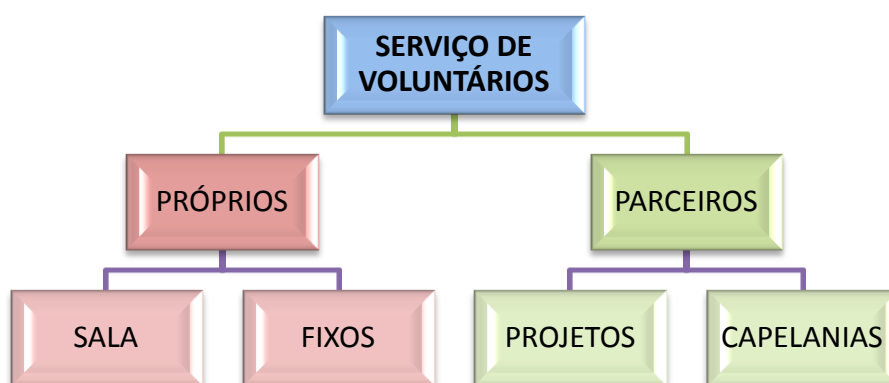 SERVIÇO DE
VOLUNTÁRIOS
PRÓPRIOS
PARCEIROS
SALA
FIXOS
PROJETOS
CAPELANIAS